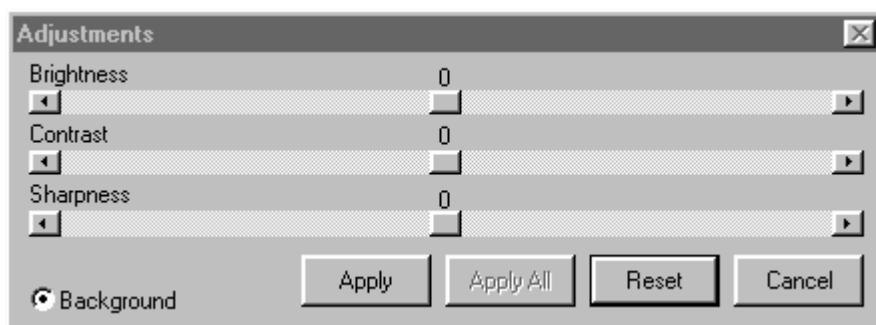 Adjustments
Brightness
0
Contrast
0
Sharpness
0
Apply Apply All Reset Cancel
Background